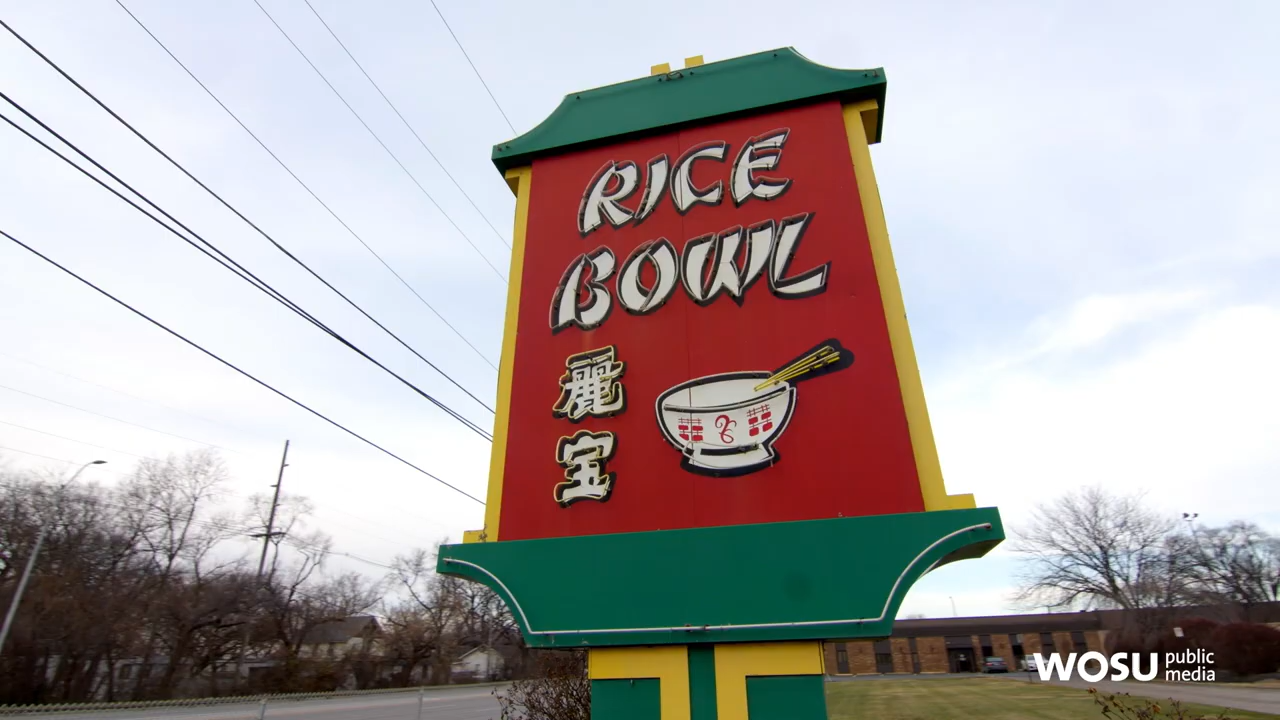 RICE
BOWL
麗
宝
WOSU public
media